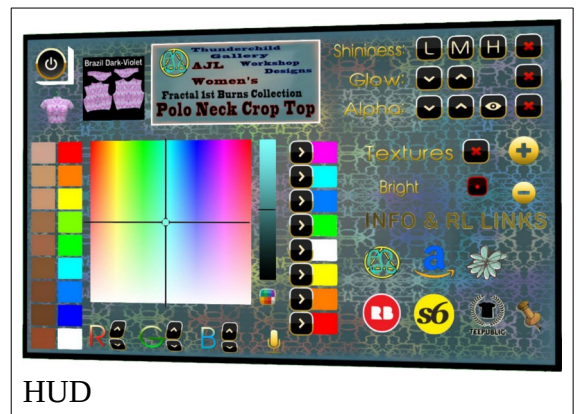 Brazil Dark-Violet
Thunderchild
Gallery
AJL Workshop
Designs
Women's
Fractal 1st Burns Collection
Polo Neck Crop Top
Shininess: L M H
Glow:
Alpha:
Textures
Bright
INFO & RL LINKS
a
RB
s6
TEEPUBLIC
R G B
HUD